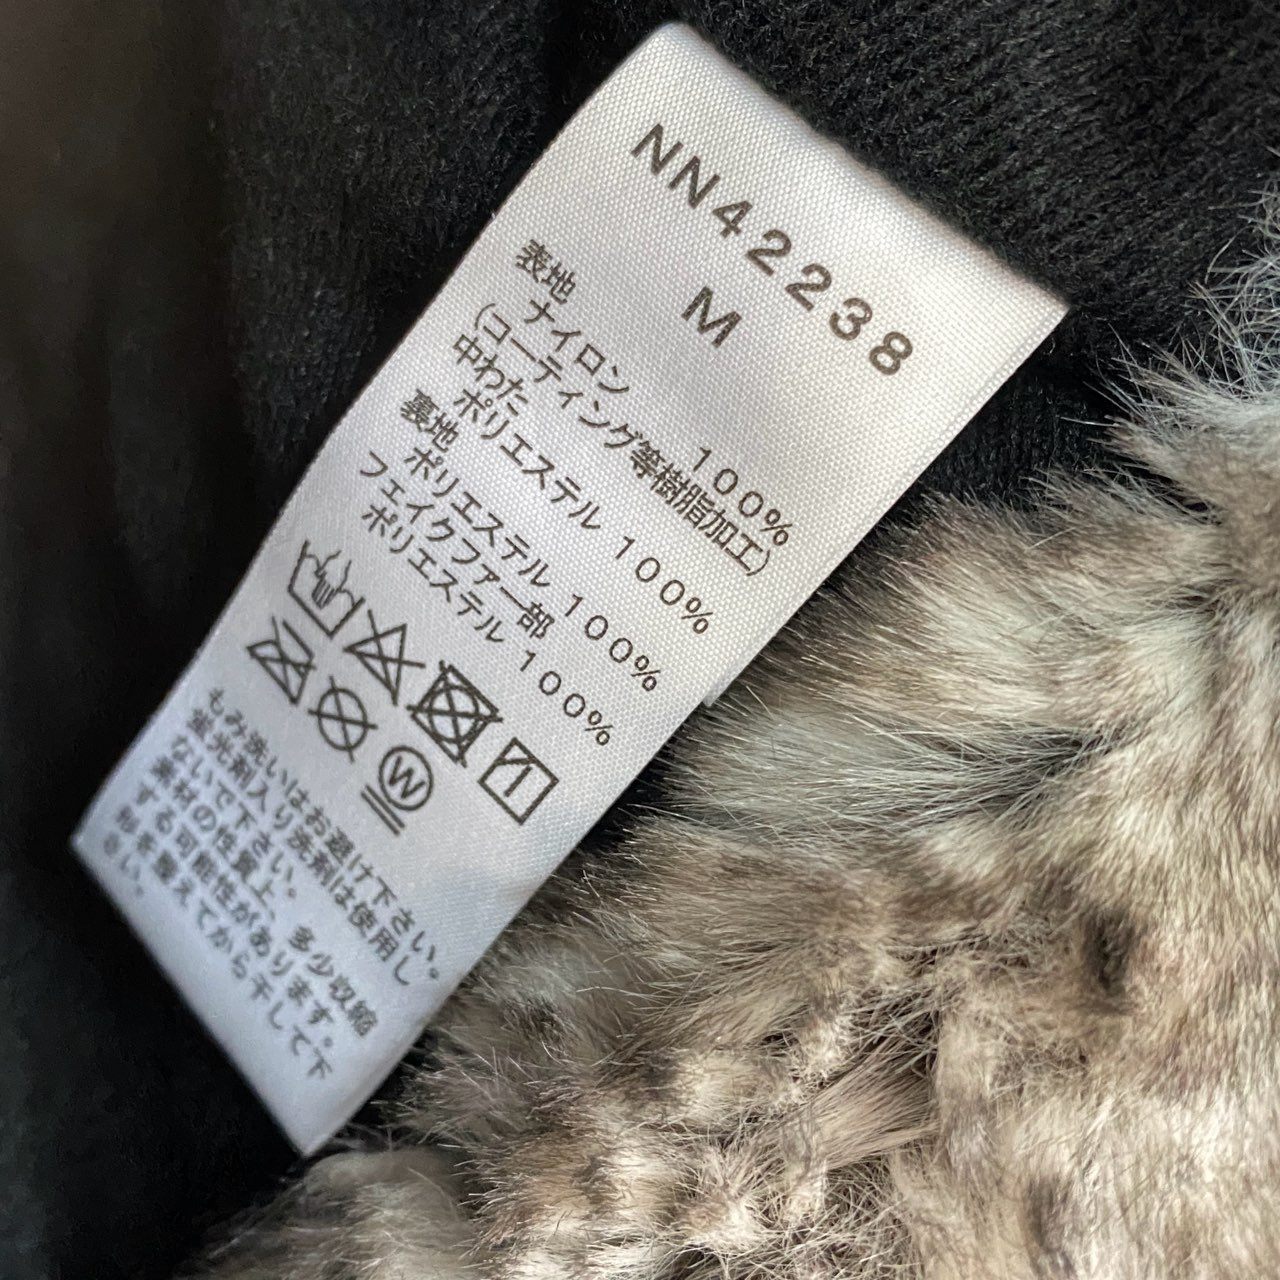 NN42238
M
表地
ナイロン 100%
(コーティング等樹脂加工)
中わた
ポリエステル 100%
裏地
ポリエステル 100%
フェイクファー部
ポリエステル 100%
W
もみ洗いはお避け下さい。
蛍光剤入り洗剤は使用し
ないで下さい。
素材の性質上、多少収縮
する可能性があります。
形を整えてから干して下
さい。